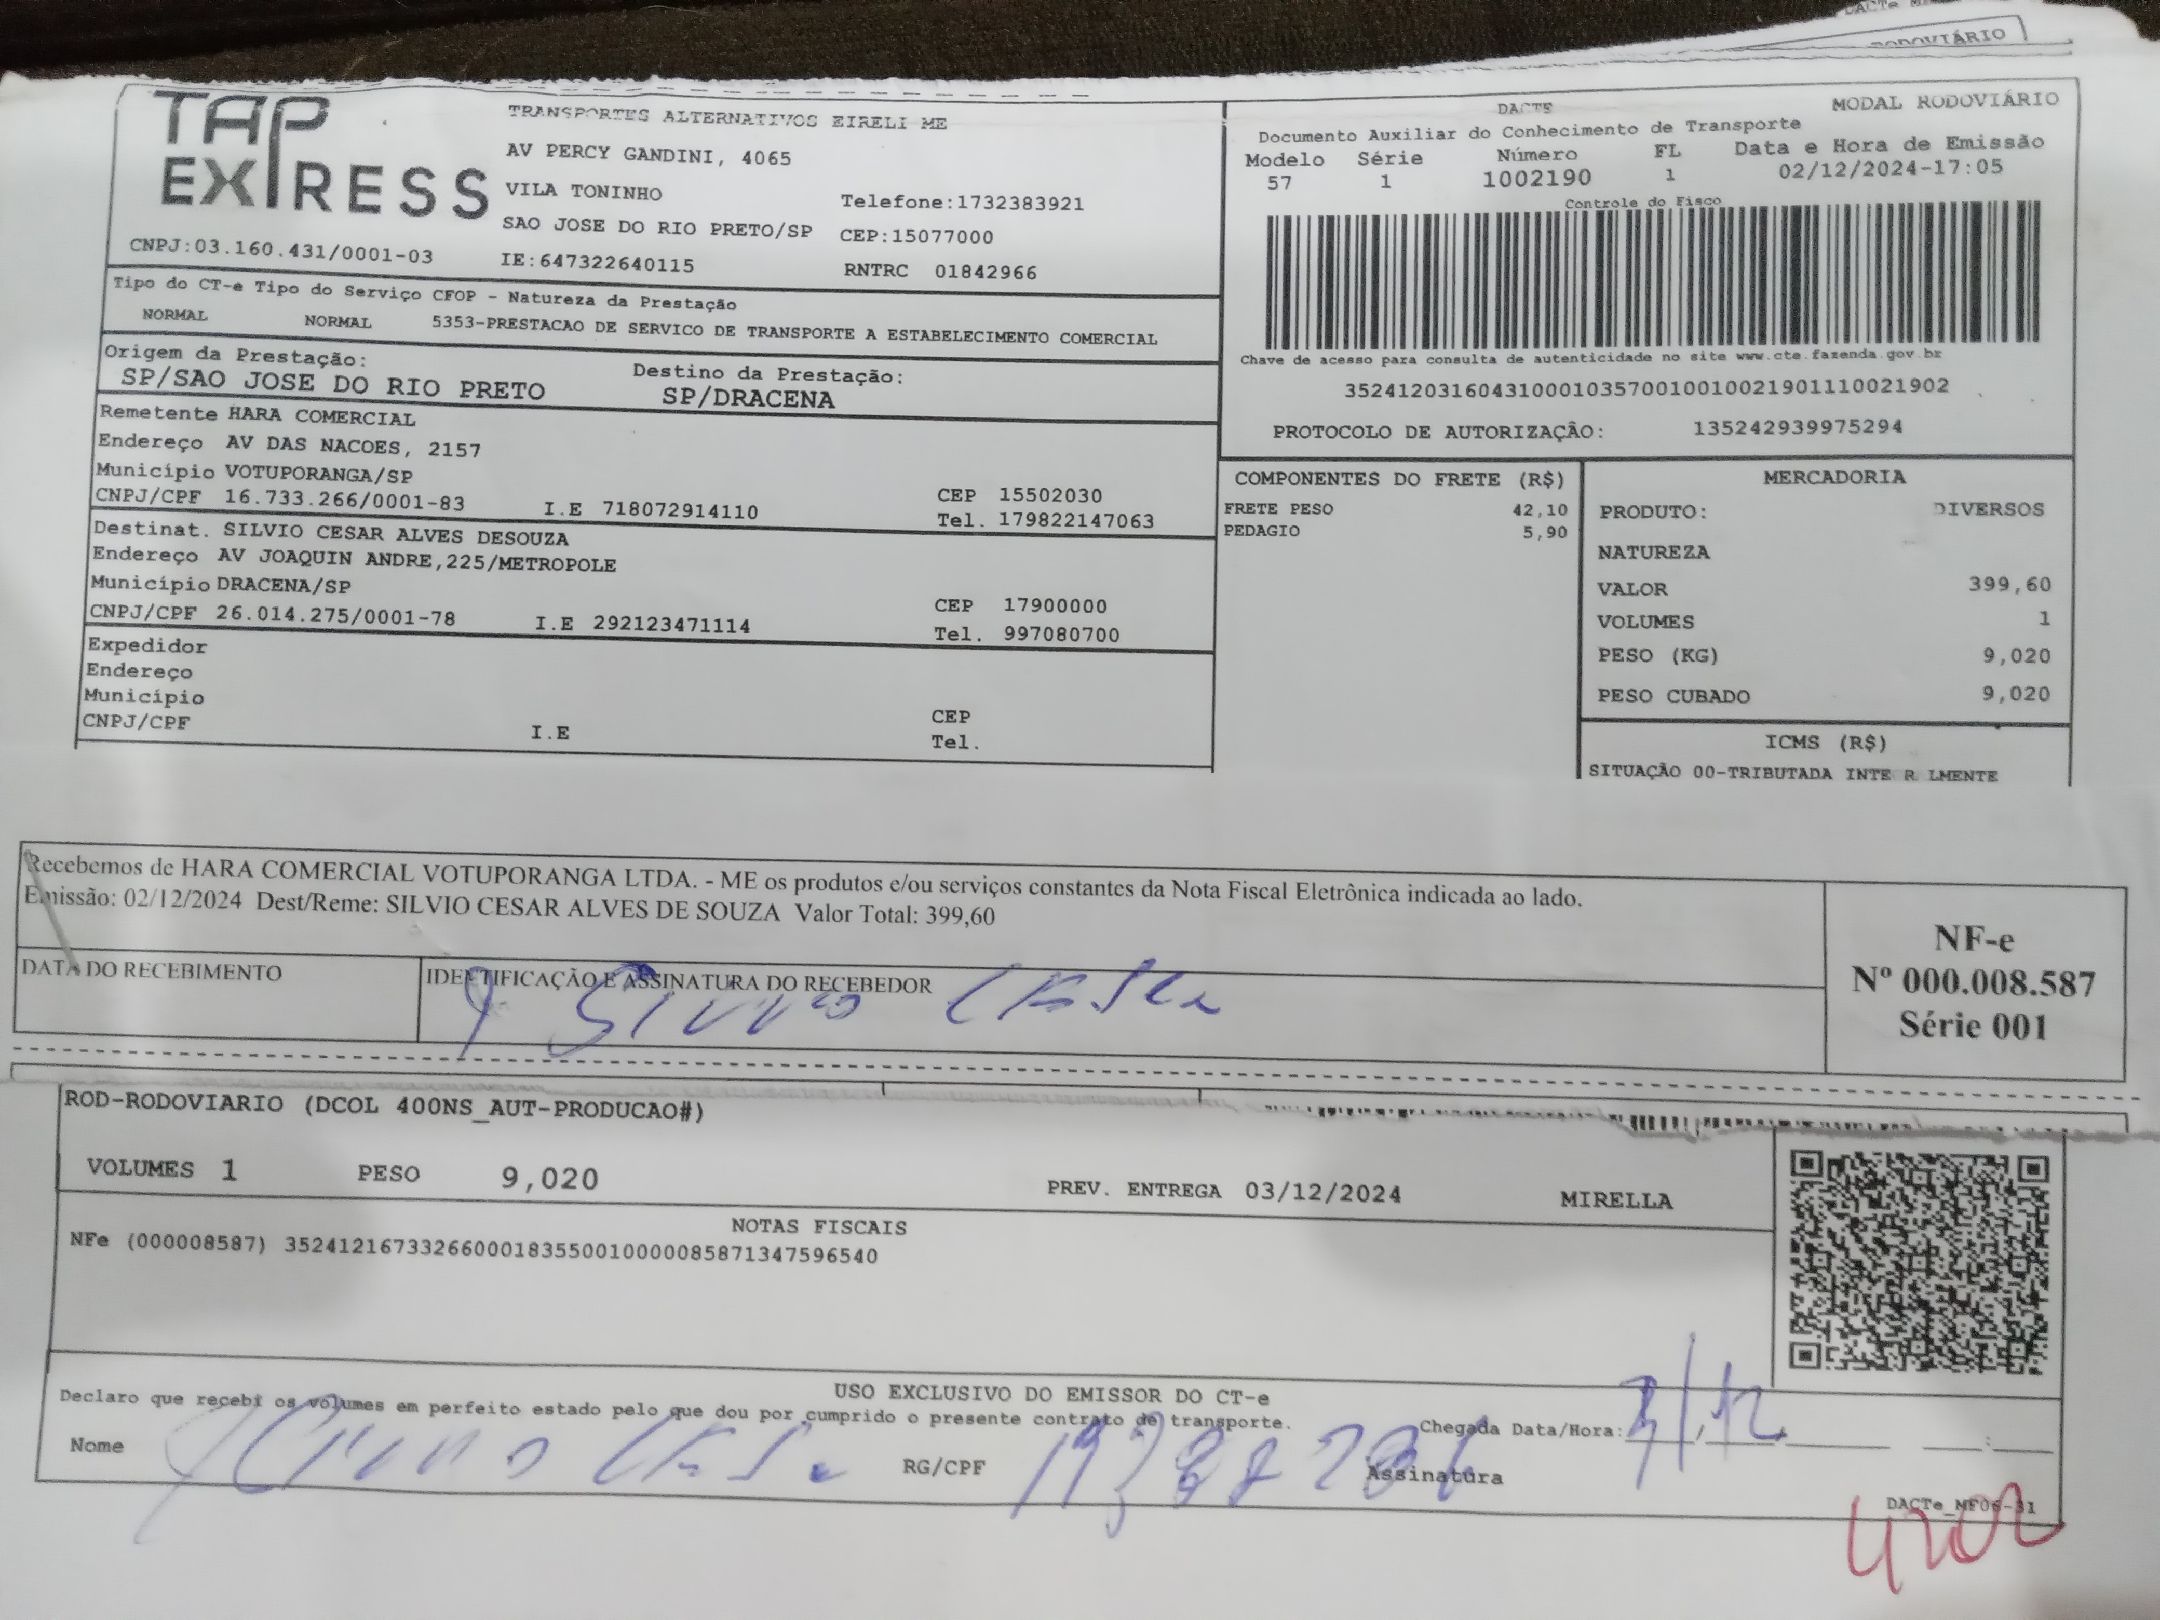 DACTe
RODOVIÁRIO
TAP
EXPRESS
TRANSPORTES ALTERNATIVOS EIRELI ME
AV PERCY GANDINI, 4065
VILA TONINHO
Telefone:1732383921
SAO JOSE DO RIO PRETO/SP CEP:15077000
CNPJ:03.160.431/0001-03 IE:647322640115 RNTRC 01842966
DACTE MODAL RODOVIÁRIO
Documento Auxiliar do Conhecimento de Transporte
Modelo Série Número FL Data e Hora de Emissão
57 1 1002190 1 02/12/2024-17:05
Controle do Fisco
Chave de acesso para consulta de autenticidade no site www.cte.fazenda.gov.br
35241203160431000103570010010021901110021902
PROTOCOLO DE AUTORIZAÇÃO: 135242939975294
Tipo do CT-e Tipo do Serviço CFOP - Natureza da Prestação
NORMAL NORMAL 5353-PRESTACAO DE SERVICO DE TRANSPORTE A ESTABELECIMENTO COMERCIAL
Origem da Prestação: Destino da Prestação:
SP/SAO JOSE DO RIO PRETO SP/DRACENA
Remetente HARA COMERCIAL
Endereço AV DAS NACOES, 2157
Município VOTUPORANGA/SP CEP 15502030
CNPJ/CPF 16.733.266/0001-83 I.E 718072914110 Tel. 179822147063
Destinat. SILVIO CESAR ALVES DESOUZA
Endereço AV JOAQUIN ANDRE,225/METROPOLE
Município DRACENA/SP CEP 17900000
CNPJ/CPF 26.014.275/0001-78 I.E 292123471114 Tel. 997080700
Expedidor
Endereço
Município CEP
CNPJ/CPF I.E Tel.
COMPONENTES DO FRETE (R$)
FRETE PESO 42,10
PEDAGIO 5,90
MERCADORIA
PRODUTO: DIVERSOS
NATUREZA
VALOR 399,60
VOLUMES 1
PESO (KG) 9,020
PESO CUBADO 9,020
ICMS (R$)
SITUAÇÃO 00-TRIBUTADA INTE R LMENTE
Recebemos de HARA COMERCIAL VOTUPORANGA LTDA. - ME os produtos e/ou serviços constantes da Nota Fiscal Eletrônica indicada ao lado.
Emissão: 02/12/2024 Dest/Reme: SILVIO CESAR ALVES DE SOUZA Valor Total: 399,60
DATA DO RECEBIMENTO IDENTIFICAÇÃO E ASSINATURA DO RECEBEDOR
Silvio Cesar
NF-e
Nº 000.008.587
Série 001
ROD-RODOVIARIO (DCOL 400NS_AUT-PRODUCAO#)
VOLUMES 1 PESO 9,020 PREV. ENTREGA 03/12/2024 MIRELLA
NOTAS FISCAIS
NFe (000008587) 35241216733266000183550010000085871347596540
USO EXCLUSIVO DO EMISSOR DO CT-e
Declaro que recebi os volumes em perfeito estado pelo que dou por cumprido o presente contrato de transporte. Chegada Data/Hora: 3/12
Nome Silvio Cesar RG/CPF Assinatura
DACTe_NF06-31